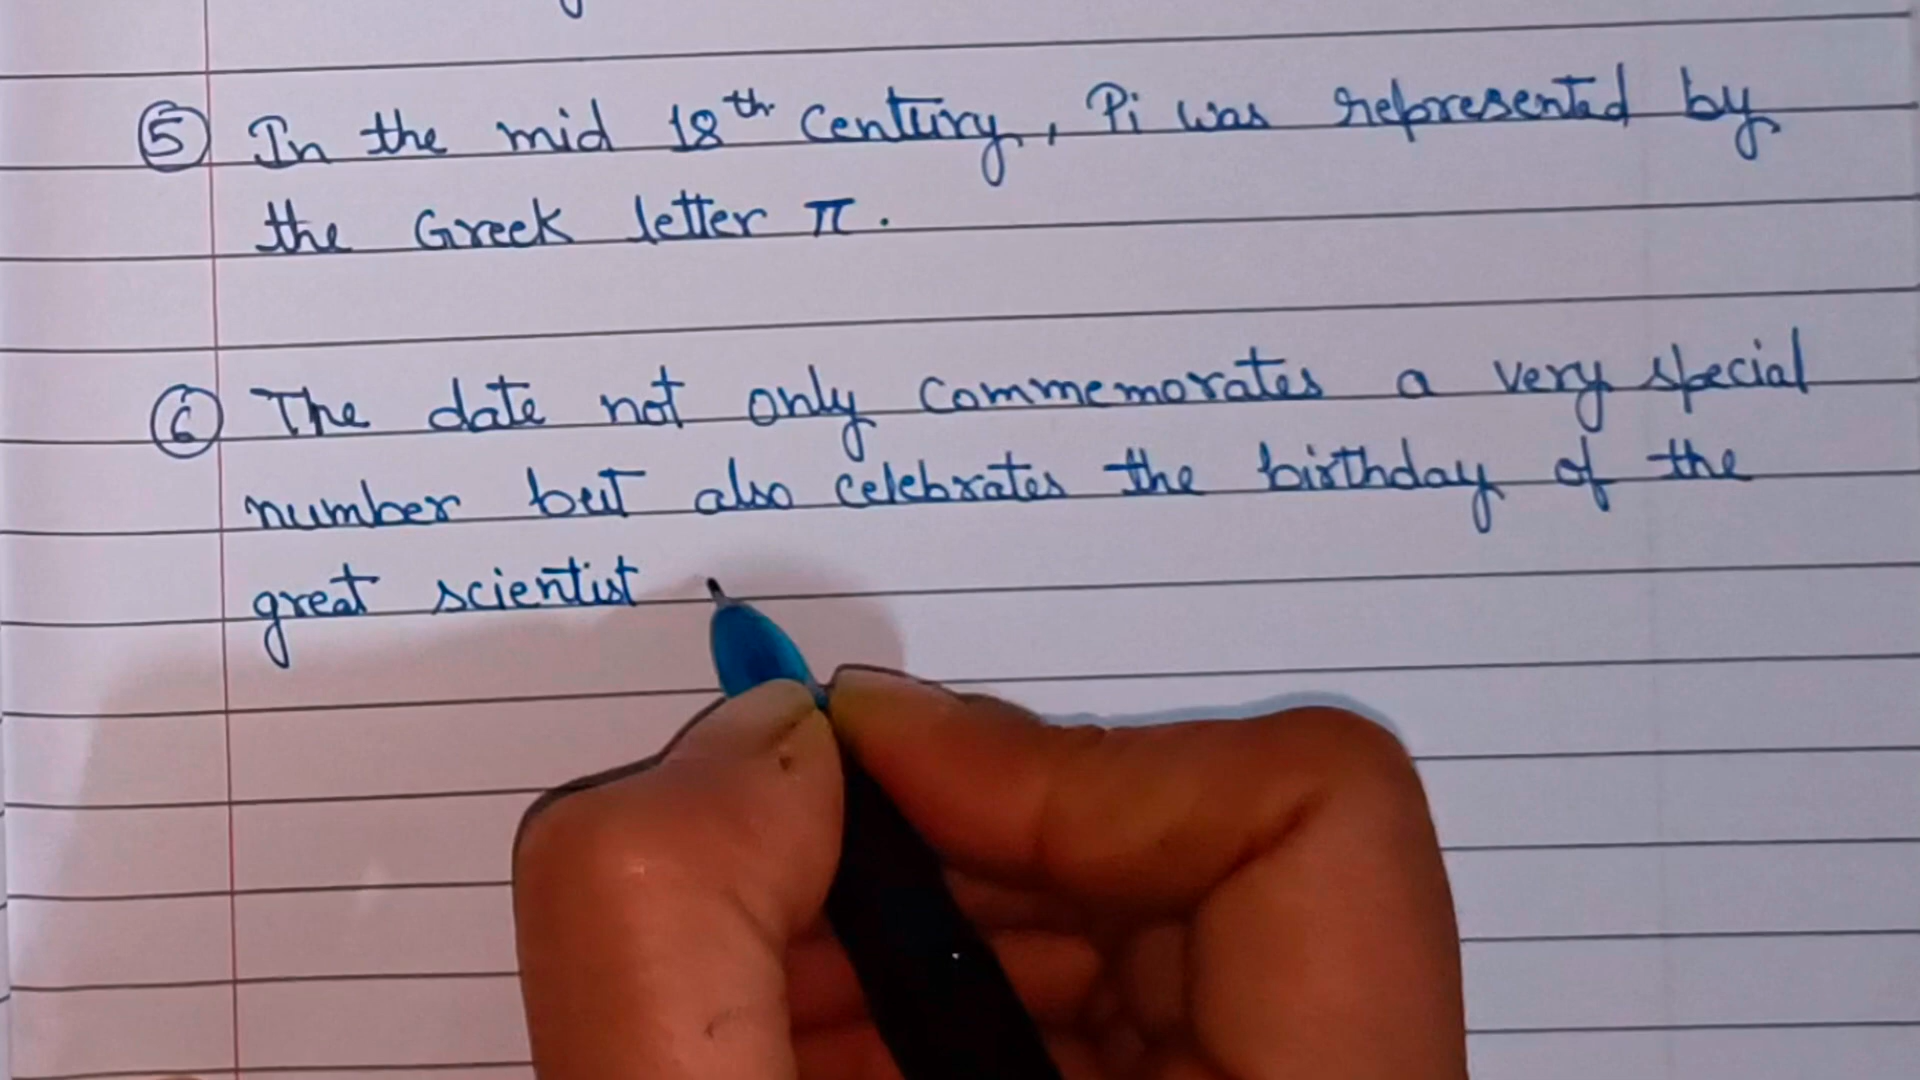 ⑤ In the mid 18th century, Pi was represented by
the Greek letter π.
⑥ The date not only commemorates a very special
number but also celebrates the birthday of the
great scientist